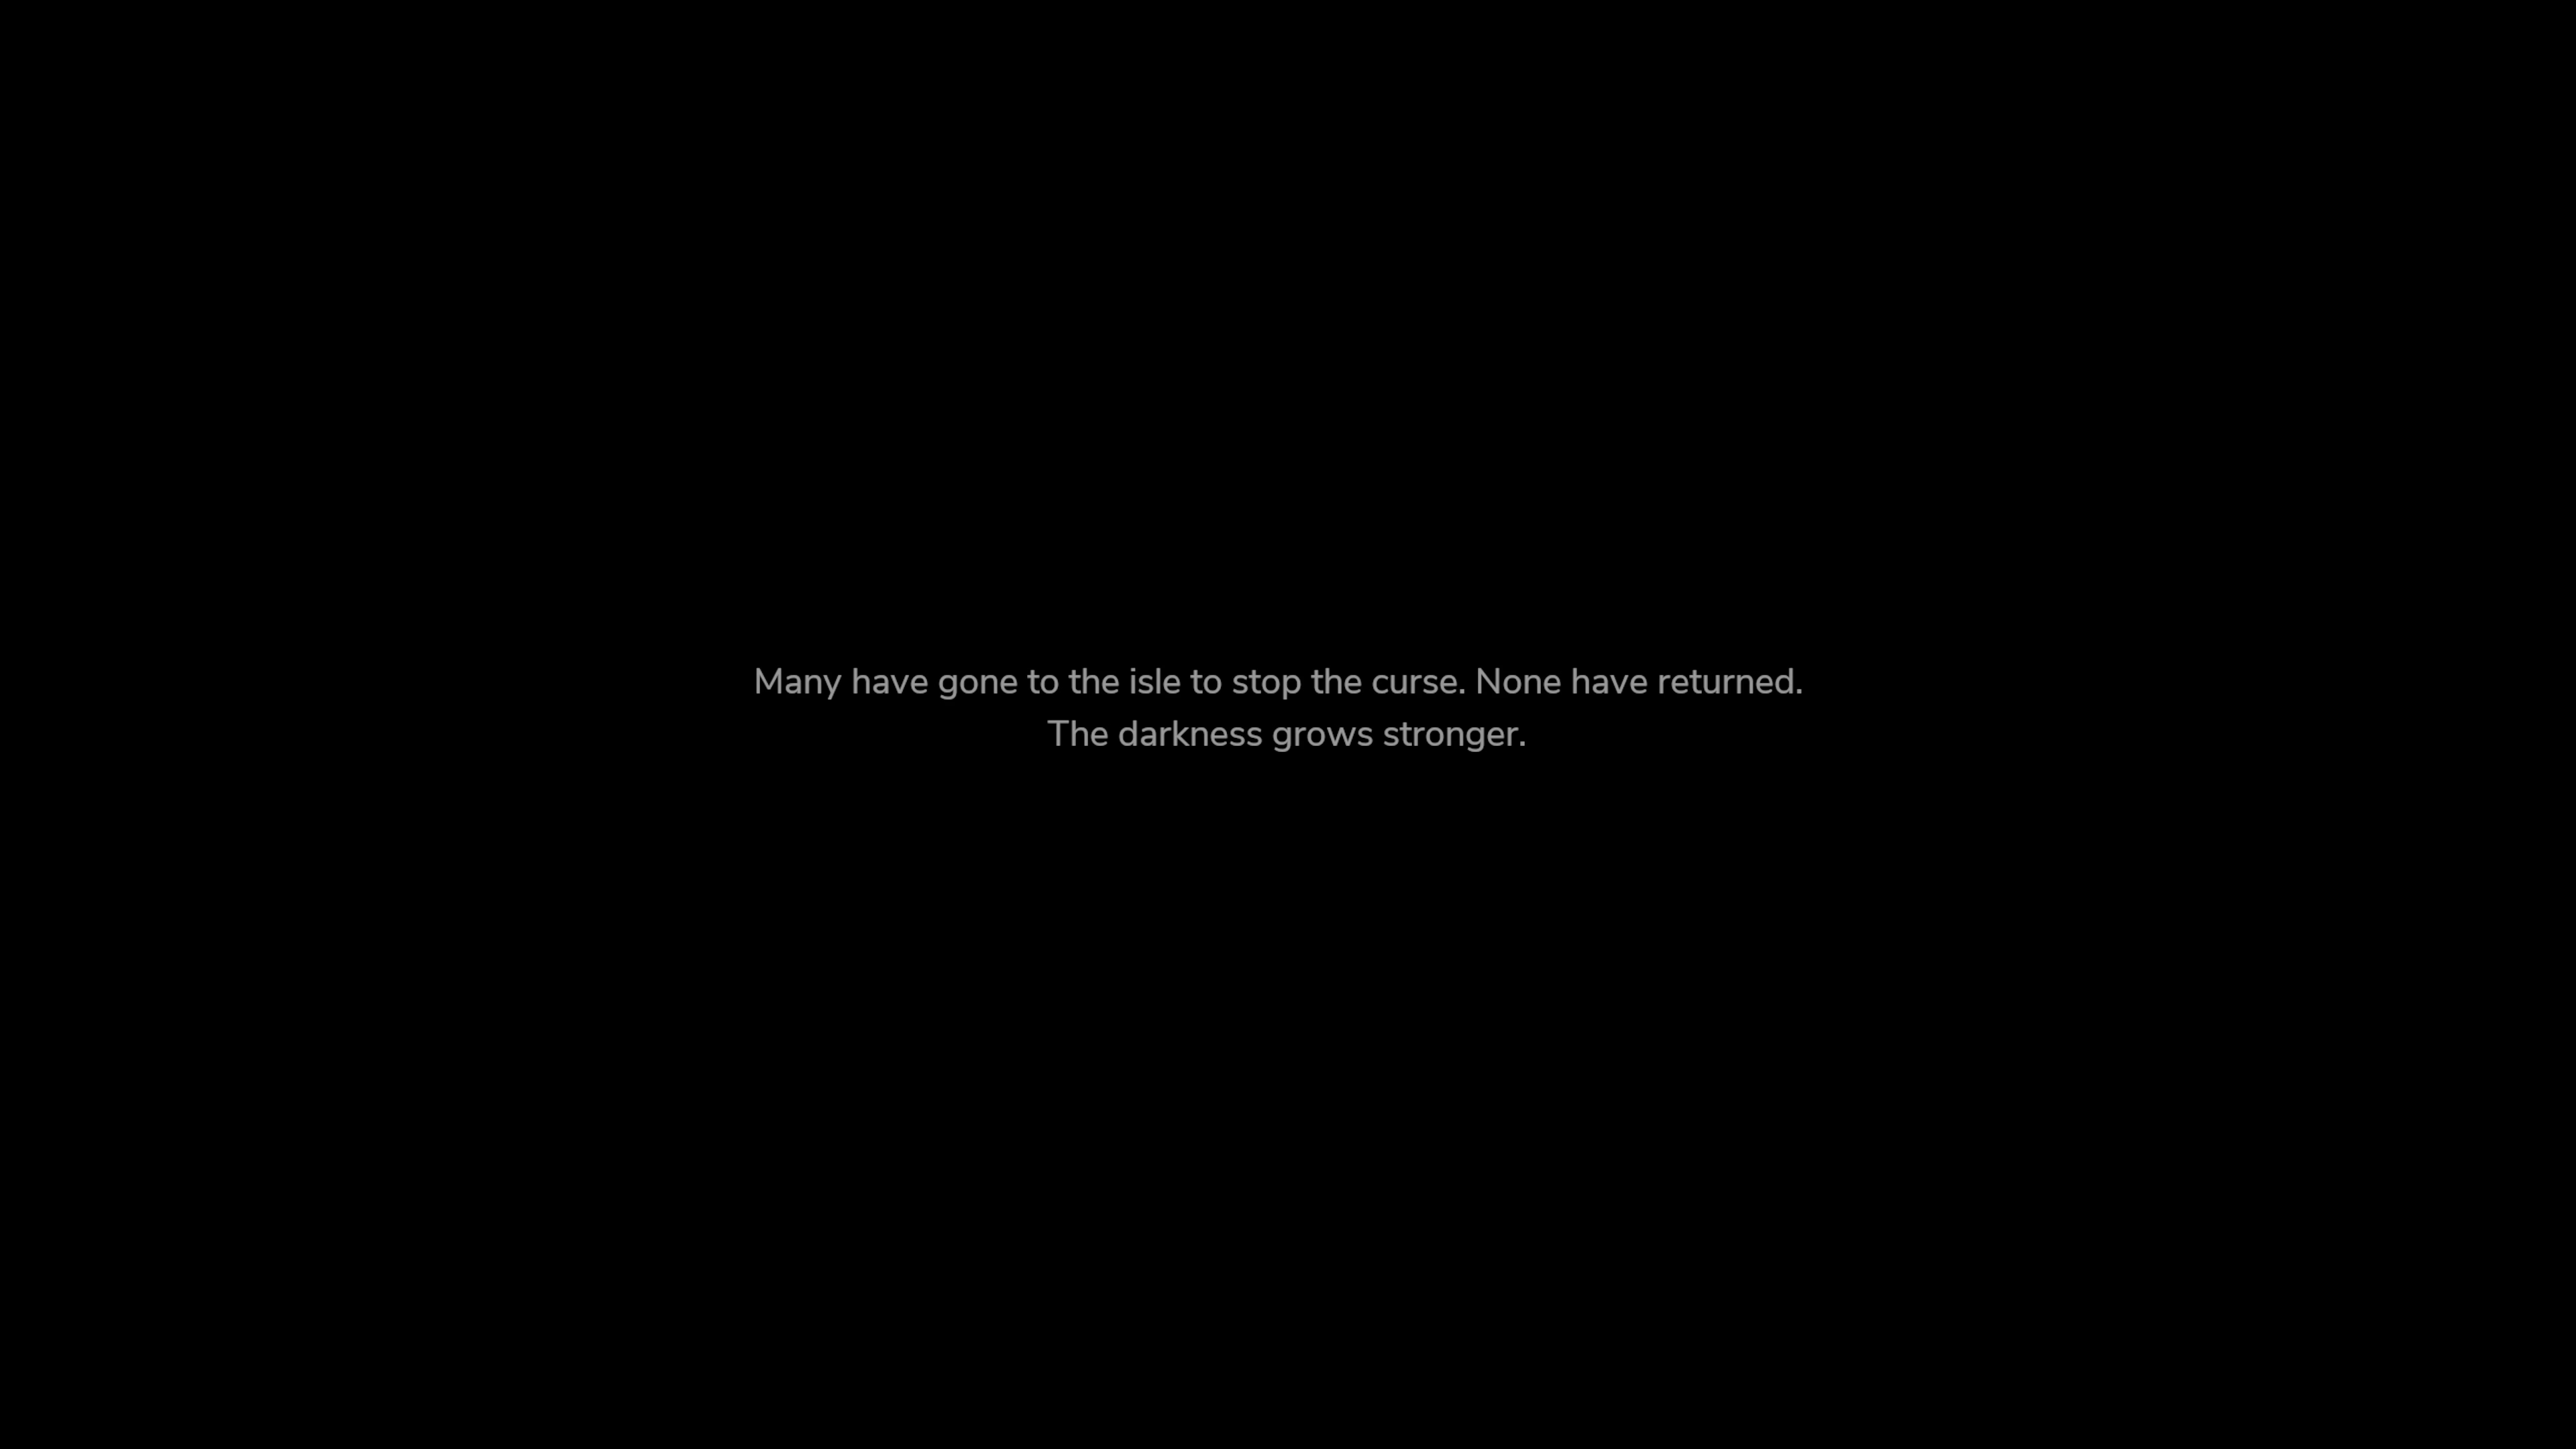 Many have gone to the isle to stop the curse. None have returned.
The darkness grows stronger.